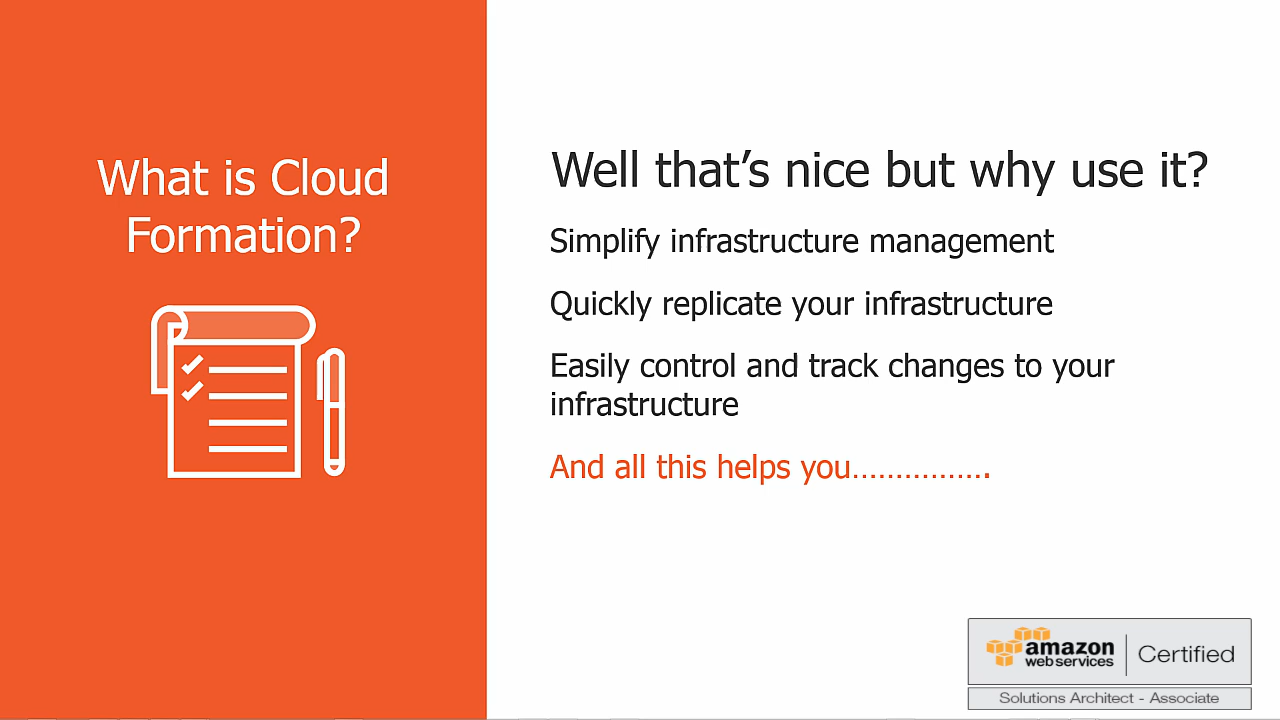 What is Cloud
Formation?
Well that's nice but why use it?
Simplify infrastructure management
Quickly replicate your infrastructure
Easily control and track changes to your
infrastructure
And all this helps you…………….
amazon
web services
Certified
Solutions Architect - Associate